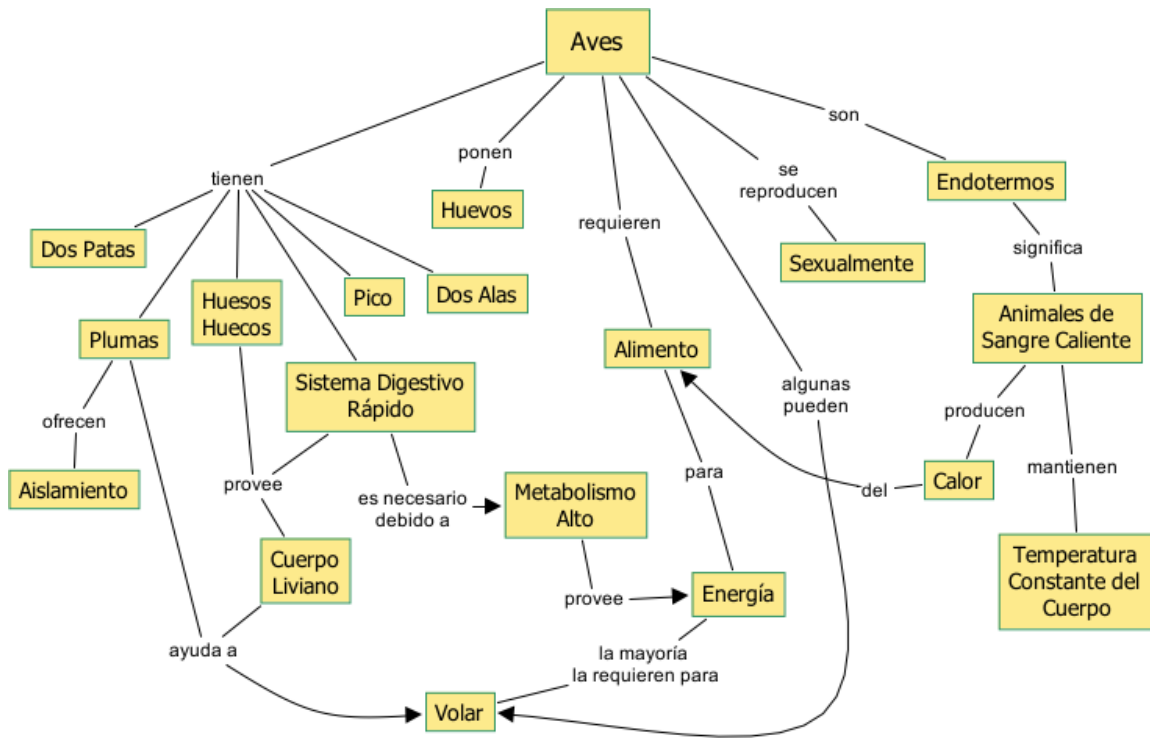 Aves
son
ponen
se
reproducen
tienen
Endotermos
Huevos
requieren
Dos Patas
significa
Sexualmente
Pico
Dos Alas
Huesos
Huecos
Plumas
Animales de
Sangre Caliente
Alimento
Sistema Digestivo
Rápido
algunas
pueden
producen
ofrecen
para
mantienen
Aislamiento
provee
es necesario
debido a
Metabolismo
Alto
del
Calor
Cuerpo
Liviano
Temperatura
Constante del
Cuerpo
provee
Energía
ayuda a
la mayoría
la requieren para
Volar